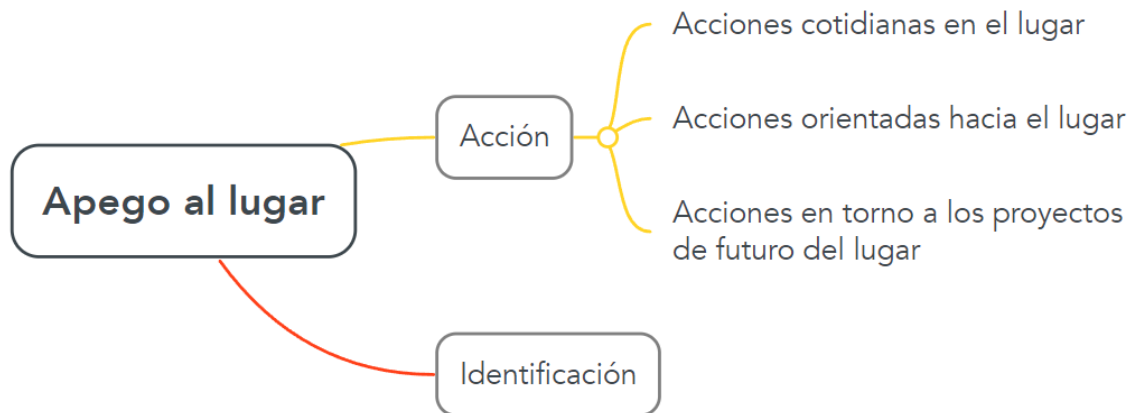 Acciones cotidianas en el lugar
Acción
Acciones orientadas hacia el lugar
Apego al lugar
Acciones en torno a los proyectos
de futuro del lugar
Identificación